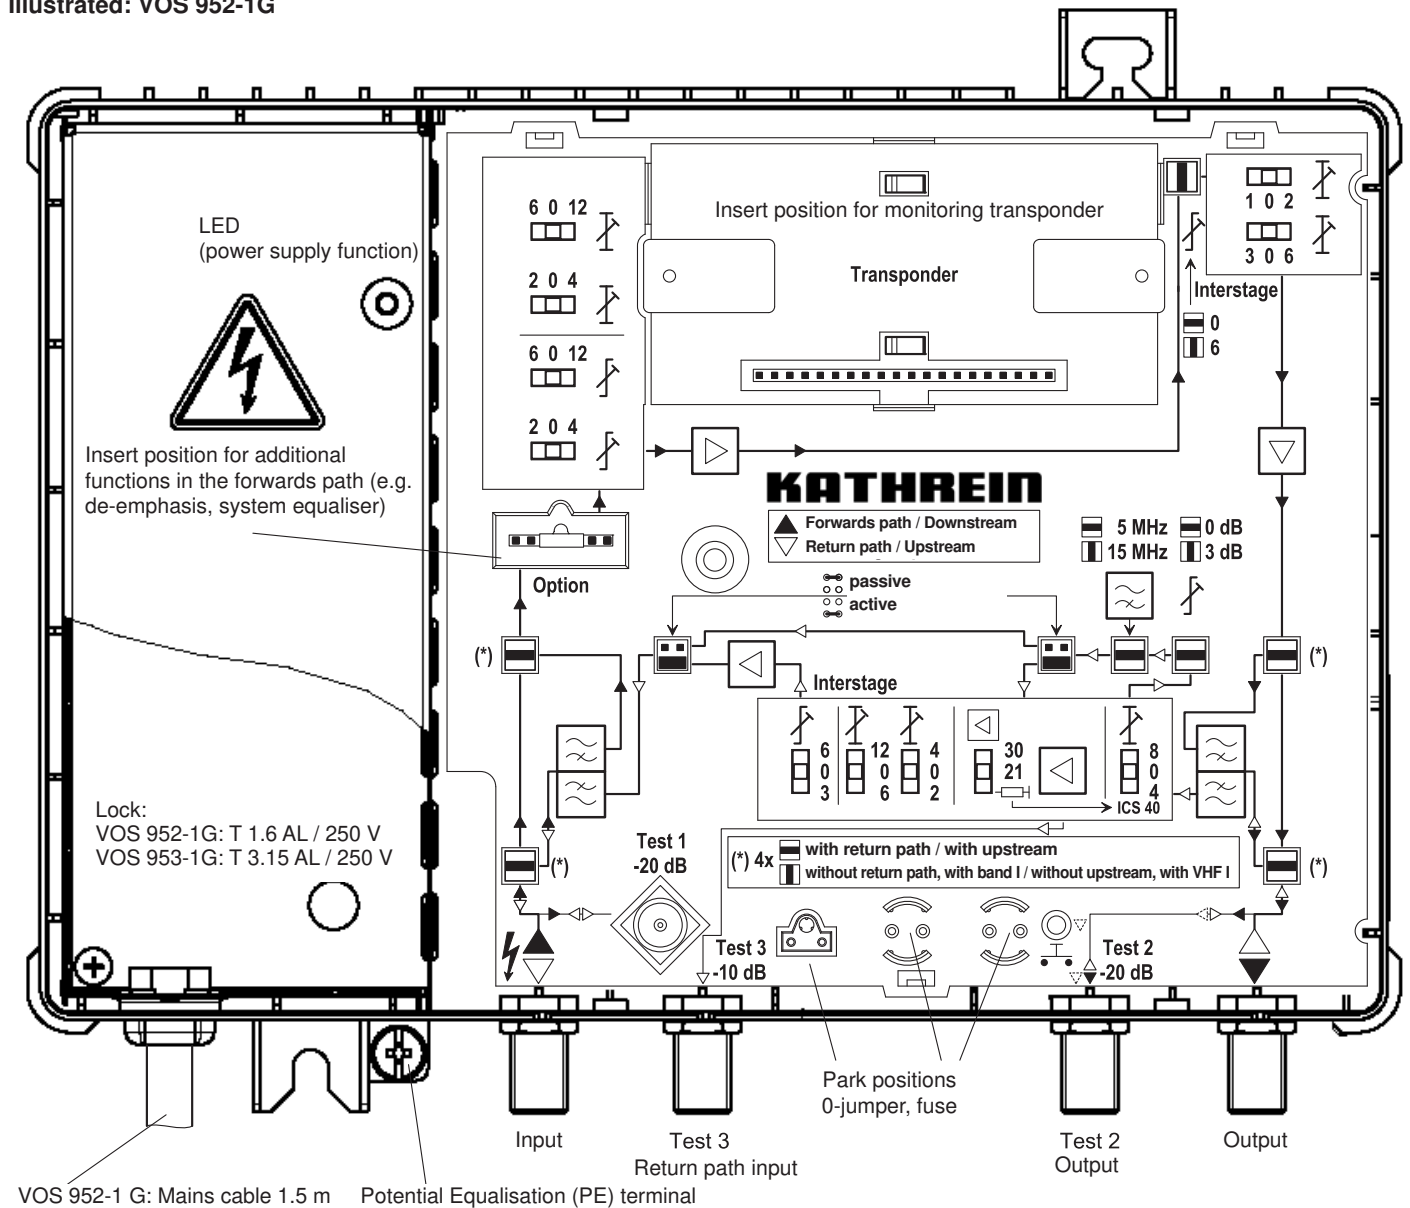 Illustrated: VOS 952-1G
LED
(power supply function)
Insert position for additional
functions in the forwards path (e.g.
de-emphasis, system equaliser)
Lock:
VOS 952-1G: T 1.6 AL / 250 V
VOS 953-1G: T 3.15 AL / 250 V
6 0 12
2 0 4
6 0 12
2 0 4
Option
Insert position for monitoring transponder
Transponder
1 0 2
3 0 6
Interstage
0
6
KATHREIN
Forwards path / Downstream
Return path / Upstream
5 MHz 0 dB
15 MHz 3 dB
passive
active
(*)
(*)
Interstage
6 12 4 30 8
0 0 0 21 0
3 6 2 4
ICS 40
Test 1
-20 dB
(*) 4x
with return path / with upstream
without return path, with band I / without upstream, with VHF I
(*)
(*)
Test 3
-10 dB
Test 2
-20 dB
Park positions
0-jumper, fuse
Input
Test 3
Return path input
Test 2
Output
Output
VOS 952-1 G: Mains cable 1.5 m
Potential Equalisation (PE) terminal